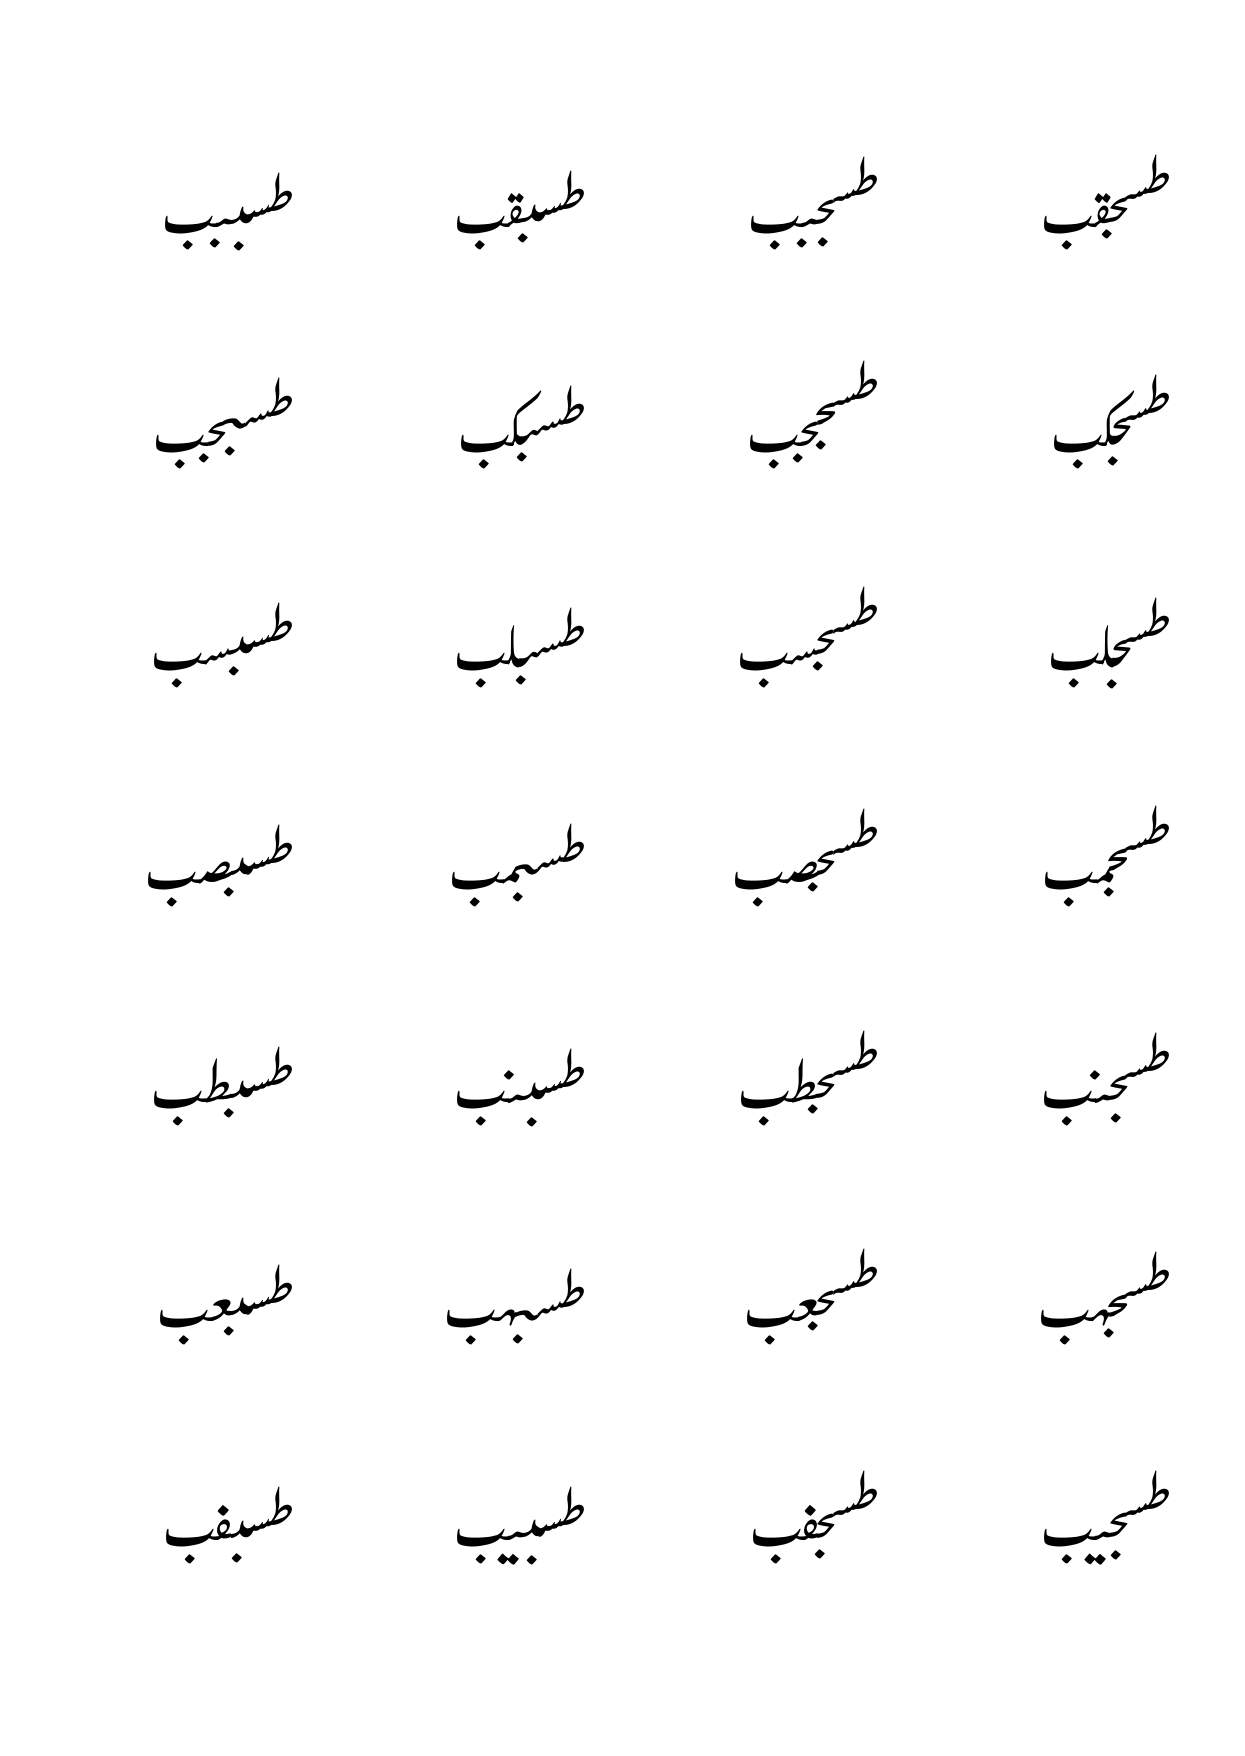 طسجقب طسجبب طسبقب طسببب
طسجكب طسججب طسبكب طسبجب
طسجلب طسجسب طسبلب طسبسب
طسجمب طسجصب طسبمب طسبصب
طسجنب طسجطب طسبنب طسبطب
طسجهب طسجعب طسبهب طسبعب
طسجيب طسجفب طسبيب طسبفب